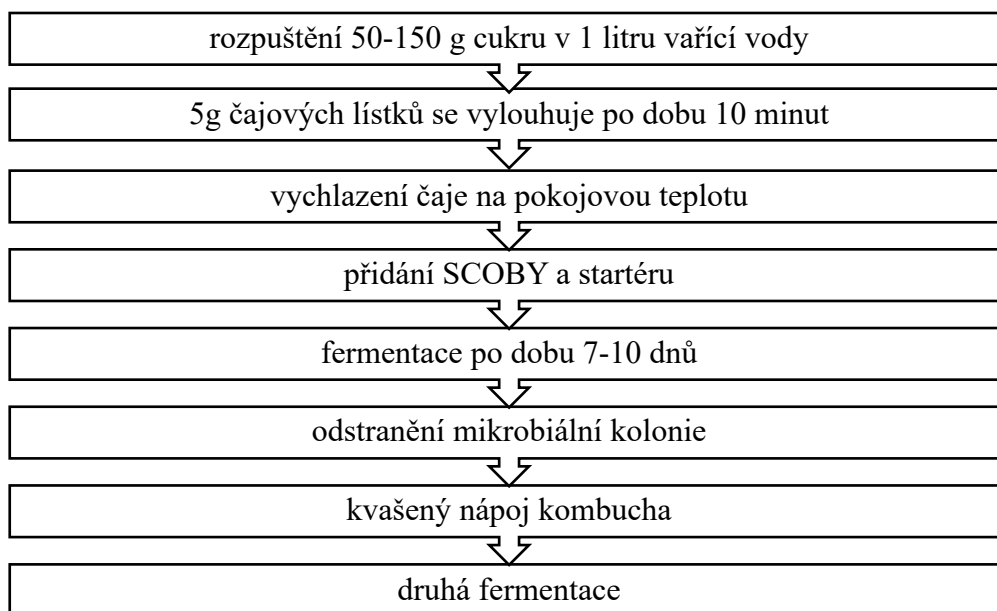 rozpuštění 50-150 g cukru v 1 litru vařící vody
5g čajových lístků se vylouhuje po dobu 10 minut
vychlazení čaje na pokojovou teplotu
přidání SCOBY a startéru
fermentace po dobu 7-10 dnů
odstranění mikrobiální kolonie
kvašený nápoj kombucha
druhá fermentace